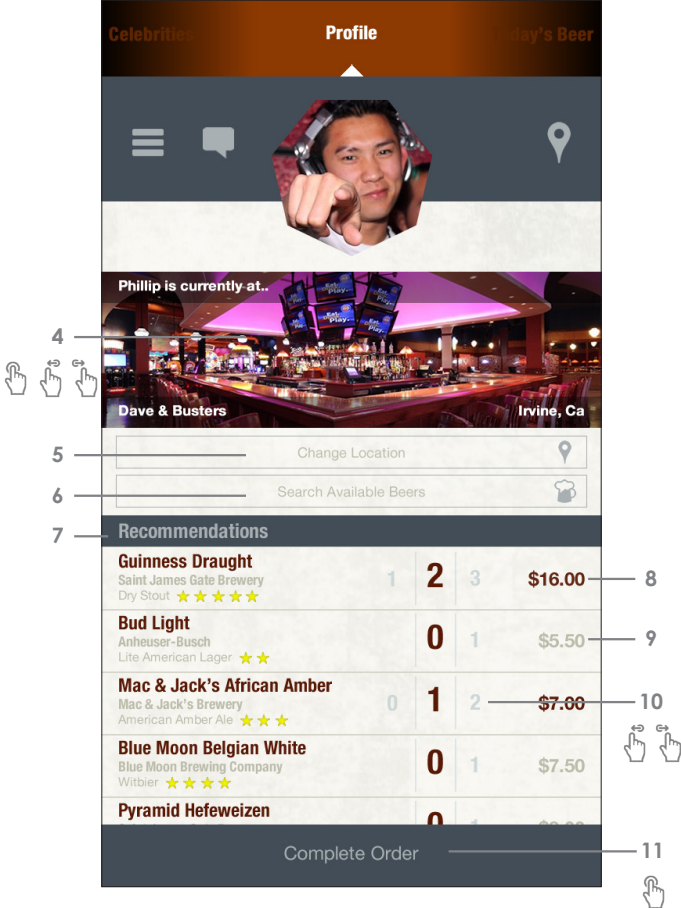 Celebrities Profile Today's Beer
Phillip is currently at..
Eat.
Play.
4
Dave & Busters Irvine, Ca
5 Change Location
6 Search Available Beers
7 Recommendations
Guinness Draught
Saint James Gate Brewery 1 2 3 $16.00 8
Dry Stout
Bud Light
Anheuser-Busch 0 1 $5.50 9
Lite American Lager
Mac & Jack's African Amber
Mac & Jack's Brewery 0 1 2 $7.00 10
American Amber Ale
Blue Moon Belgian White
Blue Moon Brewing Company 0 1 $7.50
Witbier
Pyramid Hefeweizen
0 1
Complete Order 11